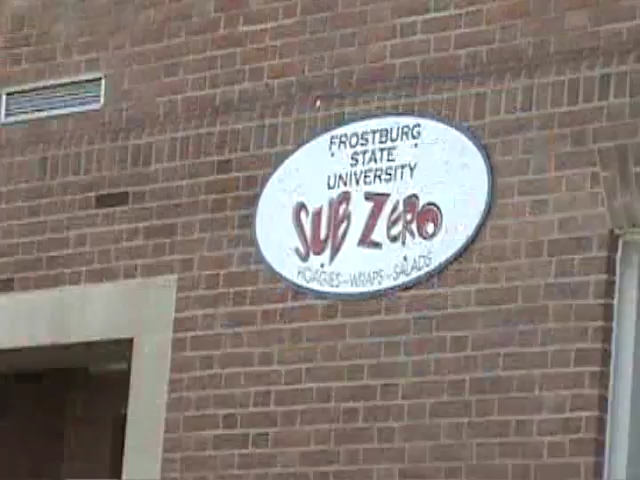 FROSTBURG
STATE
UNIVERSITY
SUB ZERO
HOAGIES - WRAPS - SALADS